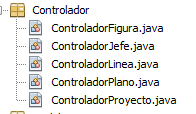 Controlador
ControladorFigura.java
ControladorJefe.java
ControladorLinea.java
ControladorPlano.java
ControladorProyecto.java